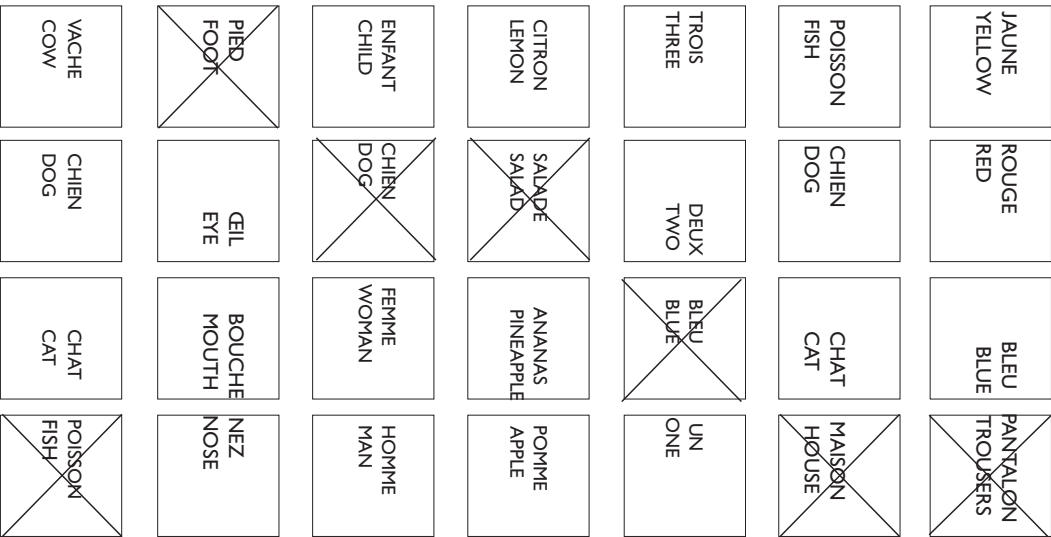 JAUNE
YELLOW
ROUGE
RED
BLEU
BLUE
PANTALON
TROUSERS
POISSON
FISH
CHIEN
DOG
CHAT
CAT
MAISON
HOUSE
TROIS
THREE
DEUX
TWO
BLEU
BLUE
UN
ONE
CITRON
LEMON
SALADE
SALAD
ANANAS
PINEAPPLE
POMME
APPLE
ENFANT
CHILD
CHIEN
DOG
FEMME
WOMAN
HOMME
MAN
PIED
FOOT
ŒIL
EYE
BOUCHE
MOUTH
NEZ
NOSE
VACHE
COW
CHIEN
DOG
CHAT
CAT
POISSON
FISH